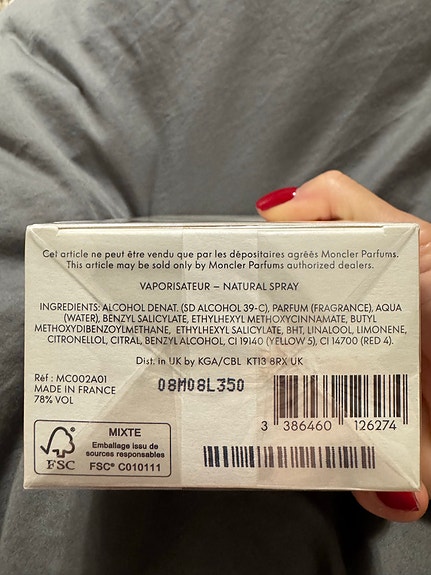 Cet article ne peut être vendu que par les dépositaires agréés Moncler Parfums.
This article may be sold only by Moncler Parfums authorized dealers.
VAPORISATEUR – NATURAL SPRAY
INGREDIENTS: ALCOHOL DENAT. (SD ALCOHOL 39-C), PARFUM (FRAGRANCE), AQUA
(WATER), BENZYL SALICYLATE, ETHYLHEXYL METHOXYCINNAMATE, BUTYL
METHOXYDIBENZOYLMETHANE, ETHYLHEXYL SALICYLATE, BHT, LINALOOL, LIMONENE,
CITRONELLOL, CITRAL, BENZYL ALCOHOL, CI 19140 (YELLOW 5), CI 14700 (RED 4).
Dist. in UK by KGA/CBL KT13 8RX UK
Réf : MC002A01
MADE IN FRANCE
78% VOL
08M08L350
3 386460 126274
FSC
MIXTE
Emballage issu de
sources responsables
FSC® C010111